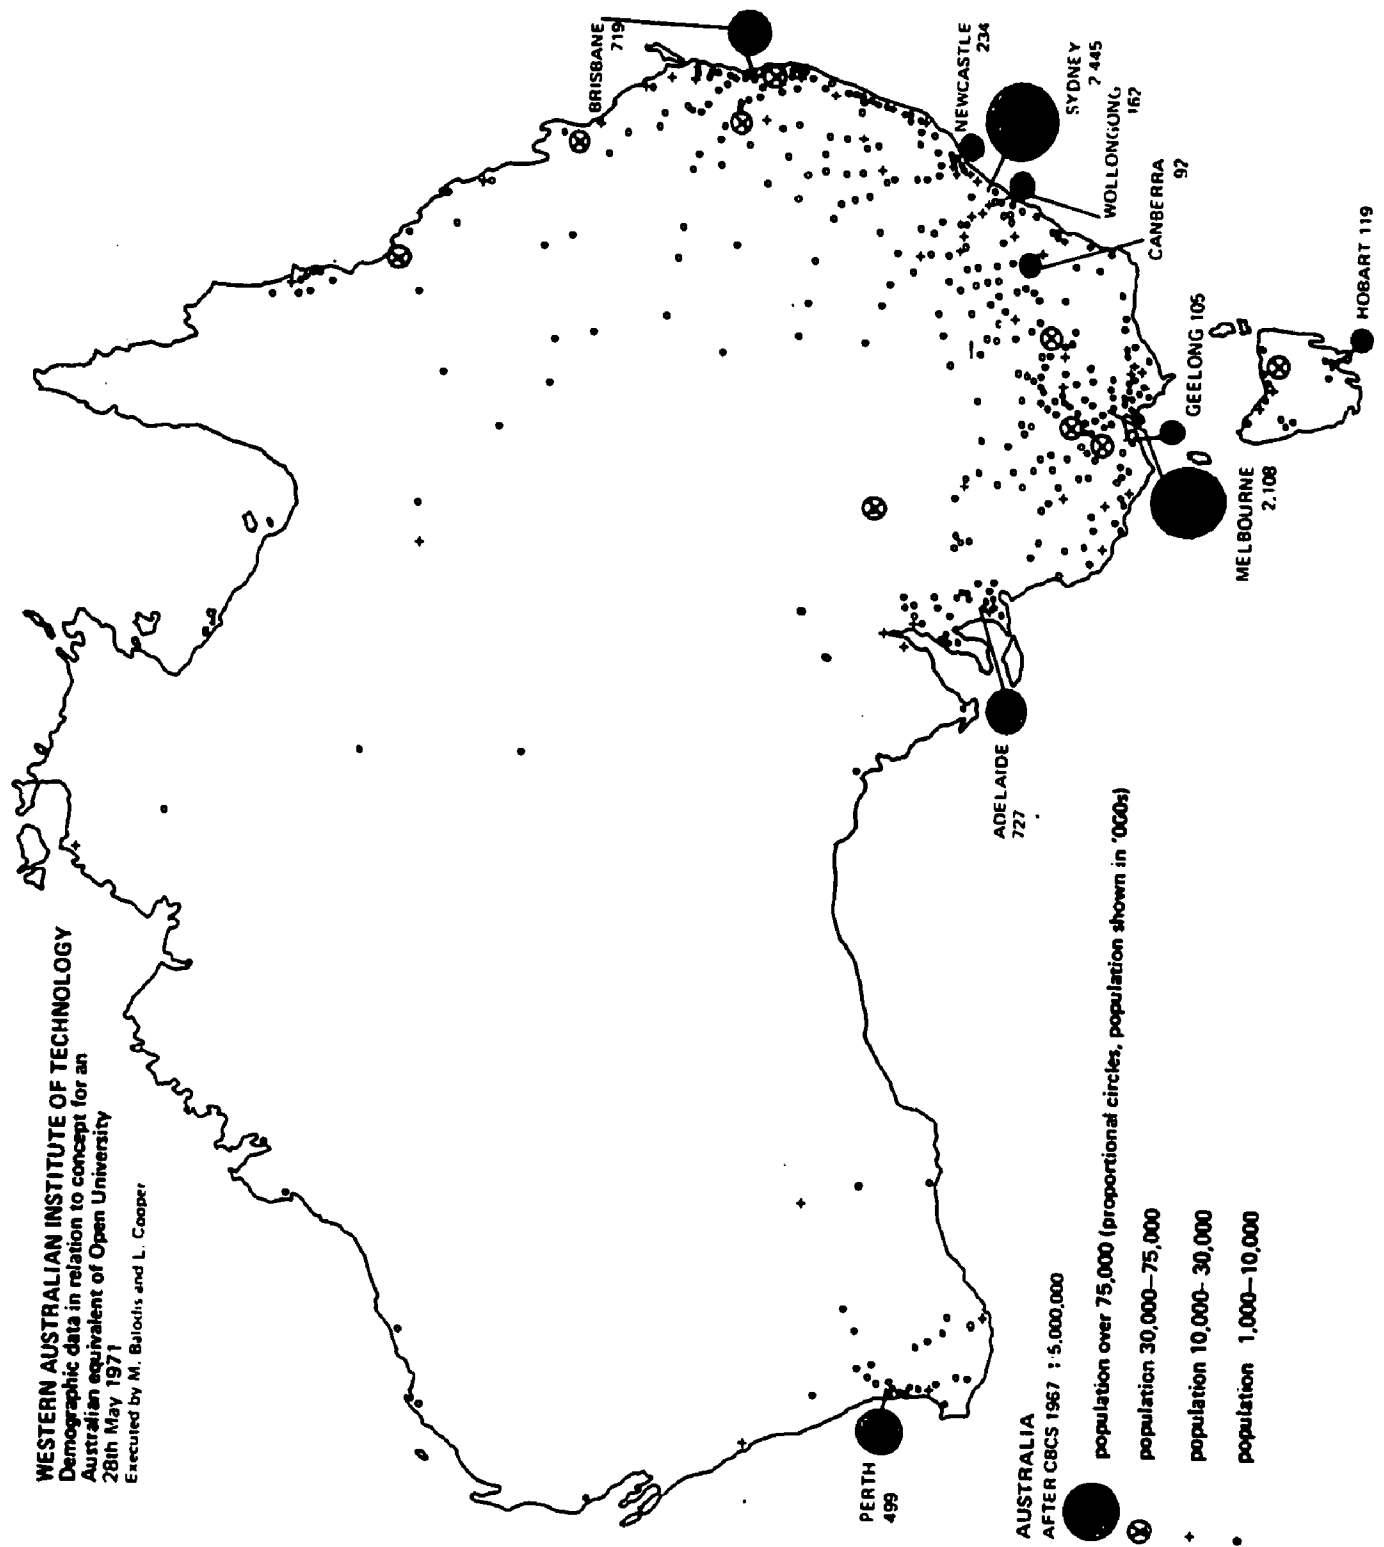 WESTERN AUSTRALIAN INSTITUTE OF TECHNOLOGY
Demographic data in relation to concept for an
Australian equivalent of Open University
28th May 1971
Executed by M. Balodis and L. Cooper
BRISBANE
719
NEWCASTLE
234
SYDNEY
2 445
WOLLONGONG
162
CANBERRA
92
GEELONG 105
HOBART 119
MELBOURNE
2,108
ADELAIDE
727
PERTH
499
AUSTRALIA
AFTER CBCS 1967 1:5,000,000
population over 75,000 (proportional circles, population shown in '000s)
population 30,000–75,000
population 10,000-30,000
population 1,000–10,000